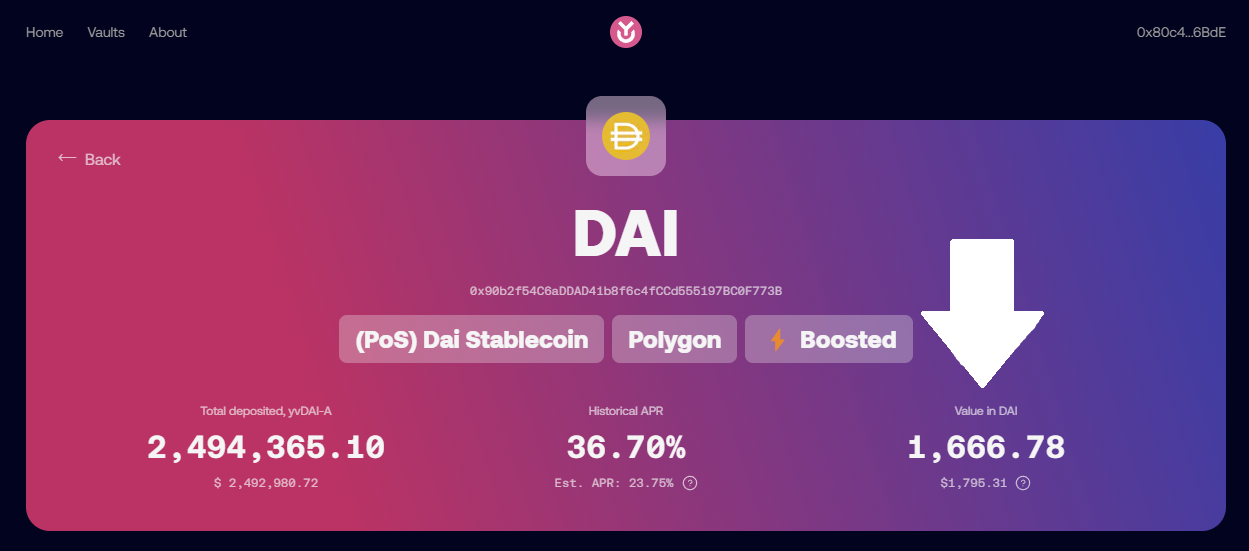 Home Vaults About 0x80c4...6BdE
← Back
DAI
0x90b2f54C6aDDAD41b8f6c4fCCd555197BC0F773B
(PoS) Dai Stablecoin Polygon Boosted
Total deposited, yvDAI-A Historical APR Value in DAI
2,494,365.10 36.70% 1,666.78
$ 2,492,980.72 Est. APR: 23.75% ? $1,795.31 ?